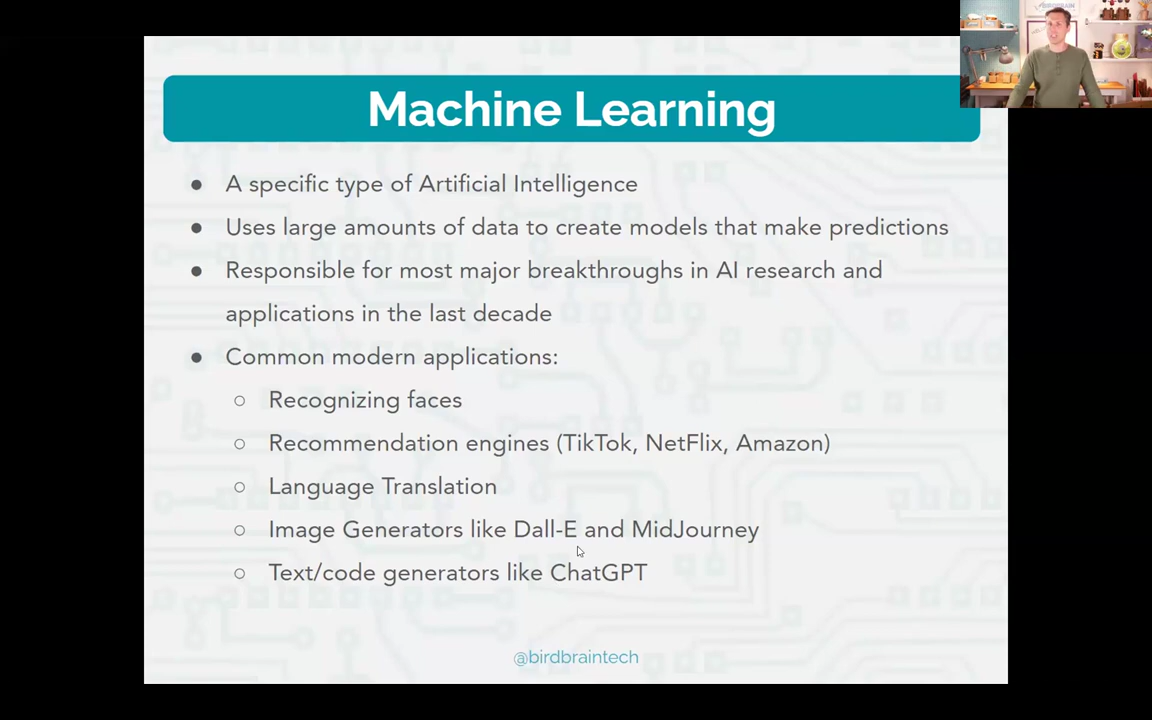 Machine Learning
● A specific type of Artificial Intelligence
● Uses large amounts of data to create models that make predictions
● Responsible for most major breakthroughs in AI research and
applications in the last decade
● Common modern applications:
○ Recognizing faces
○ Recommendation engines (TikTok, NetFlix, Amazon)
○ Language Translation
○ Image Generators like Dall-E and MidJourney
○ Text/code generators like ChatGPT
@birdbraintech